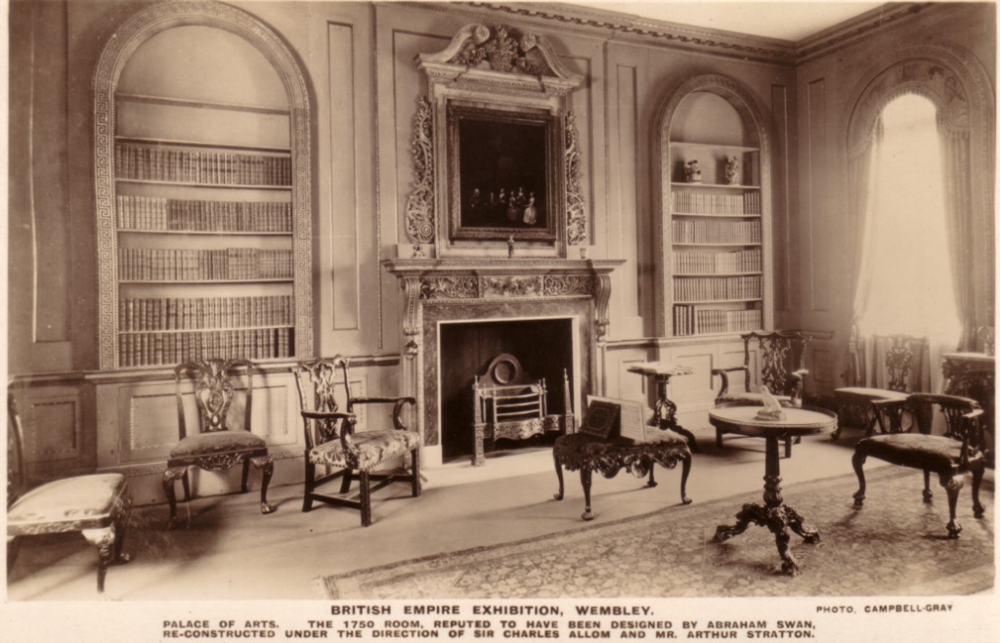 BRITISH EMPIRE EXHIBITION, WEMBLEY.
PHOTO, CAMPBELL-GRAY
PALACE OF ARTS. THE 1750 ROOM, REPUTED TO HAVE BEEN DESIGNED BY ABRAHAM SWAN,
RE-CONSTRUCTED UNDER THE DIRECTION OF SIR CHARLES ALLOM AND MR. ARTHUR STRATTON.